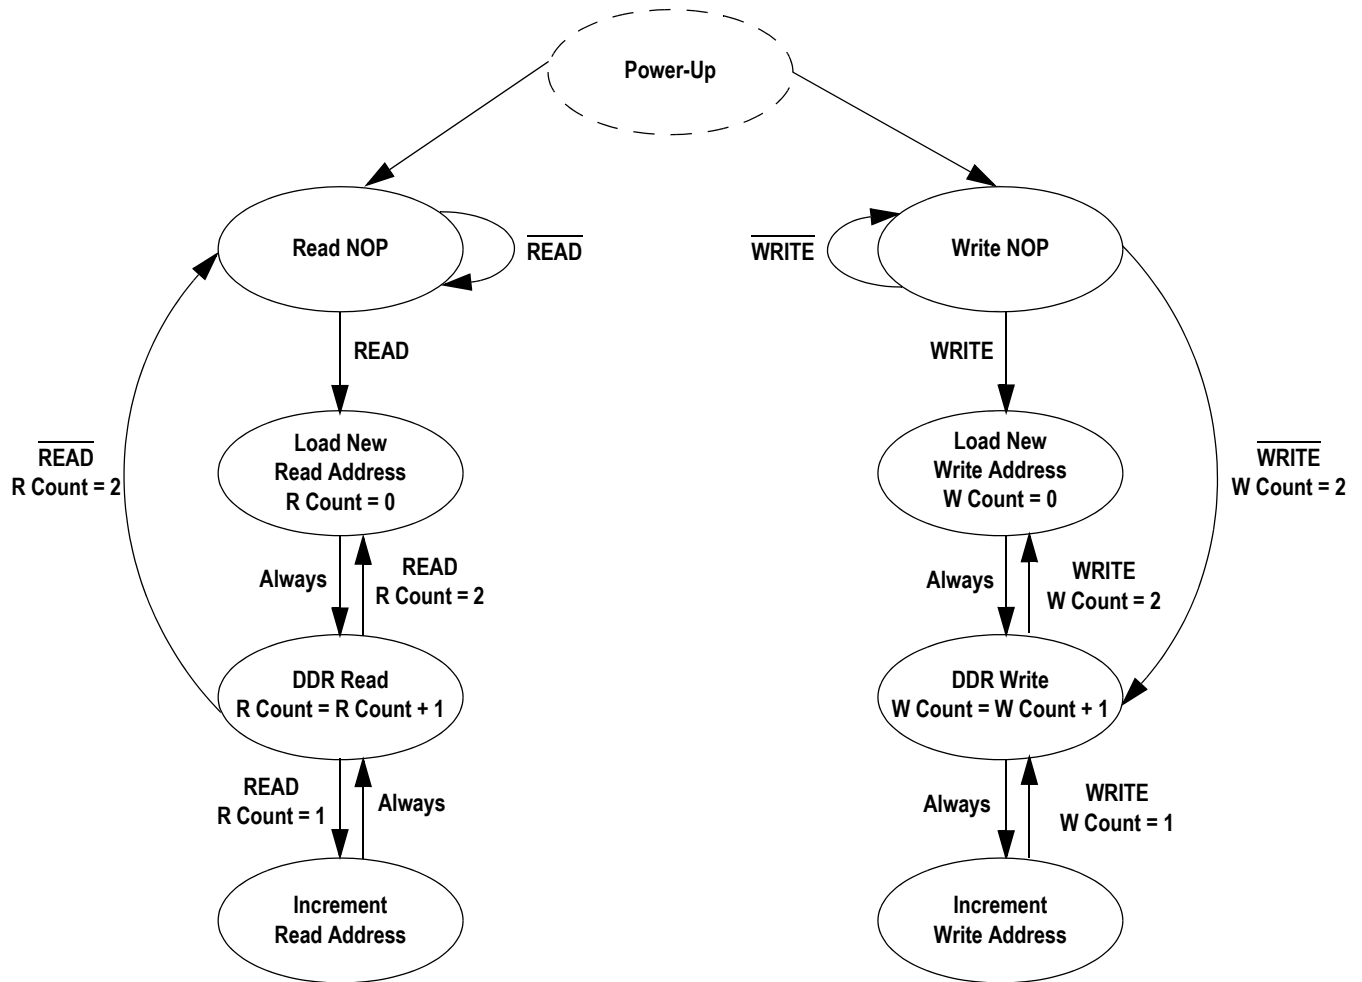 Power-Up
Read NOP
READ
READ
Load New
Read Address
R Count = 0
READ
R Count = 2
Always
READ
R Count = 2
DDR Read
R Count = R Count + 1
READ
R Count = 1
Always
Increment
Read Address
WRITE
Write NOP
WRITE
Load New
Write Address
W Count = 0
WRITE
W Count = 2
Always
WRITE
W Count = 2
DDR Write
W Count = W Count + 1
Always
WRITE
W Count = 1
Increment
Write Address